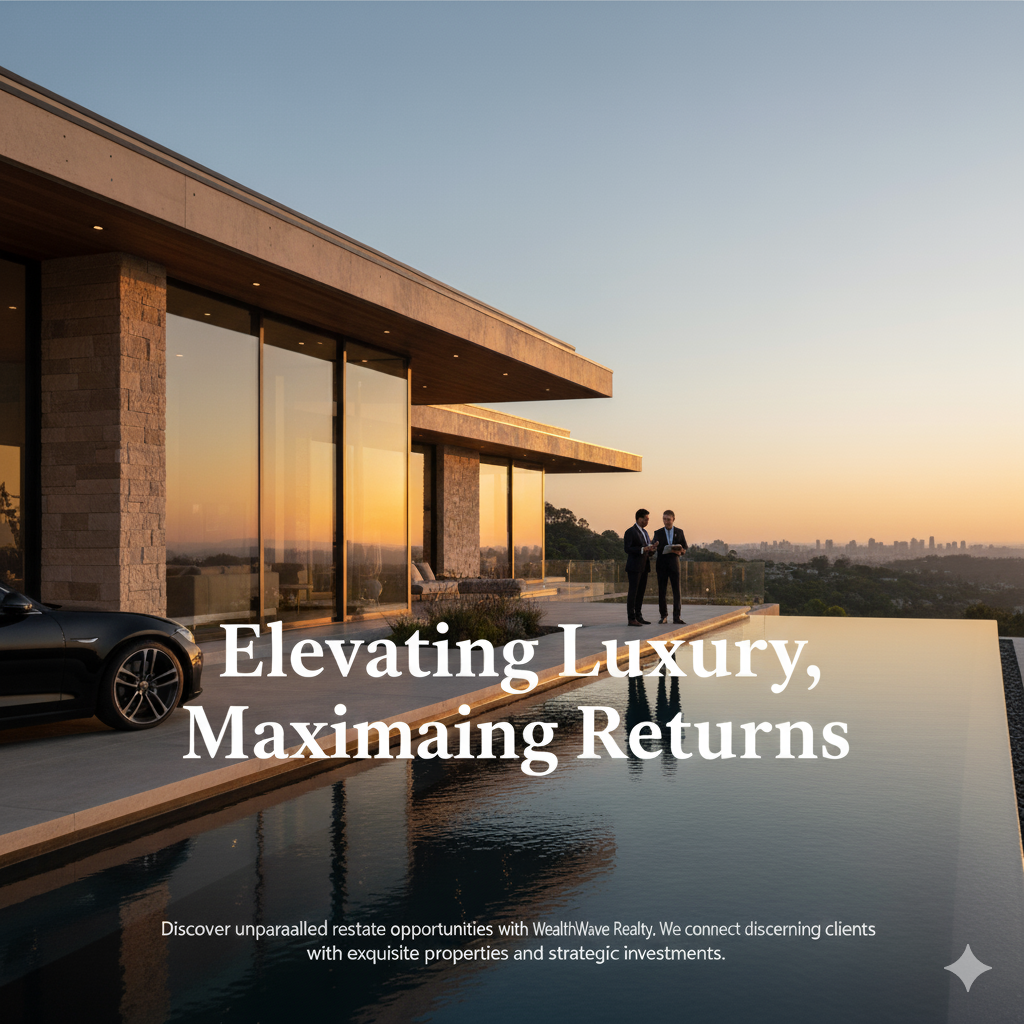 Elevating Luxury,
Maximaing Returns
Discover unparaalled restate opportunities with WealthWave Realty, We connect discerning clients
with exquisite properties and strategic investments.